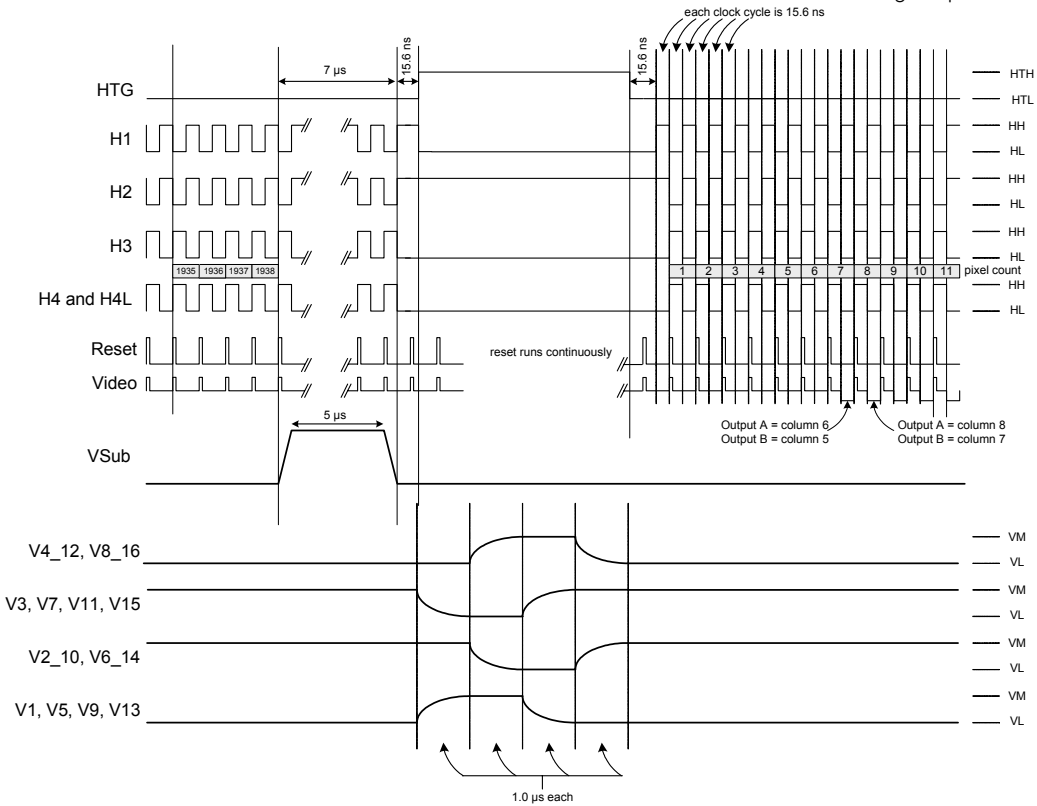 each clock cycle is 15.6 ns
7 µs
15.6 ns
15.6 ns
HTG
HTH
HTL
H1
HH
HL
H2
HH
HL
H3
HH
HL
1935 1936 1937 1938
1 2 3 4 5 6 7 8 9 10 11 pixel count
H4 and H4L
HH
HL
Reset
reset runs continuously
Video
5 µs
Output A = column 6
Output B = column 5
Output A = column 8
Output B = column 7
VSub
V4_12, V8_16
VM
VL
V3, V7, V11, V15
VM
VL
V2_10, V6_14
VM
VL
V1, V5, V9, V13
VM
VL
1.0 µs each